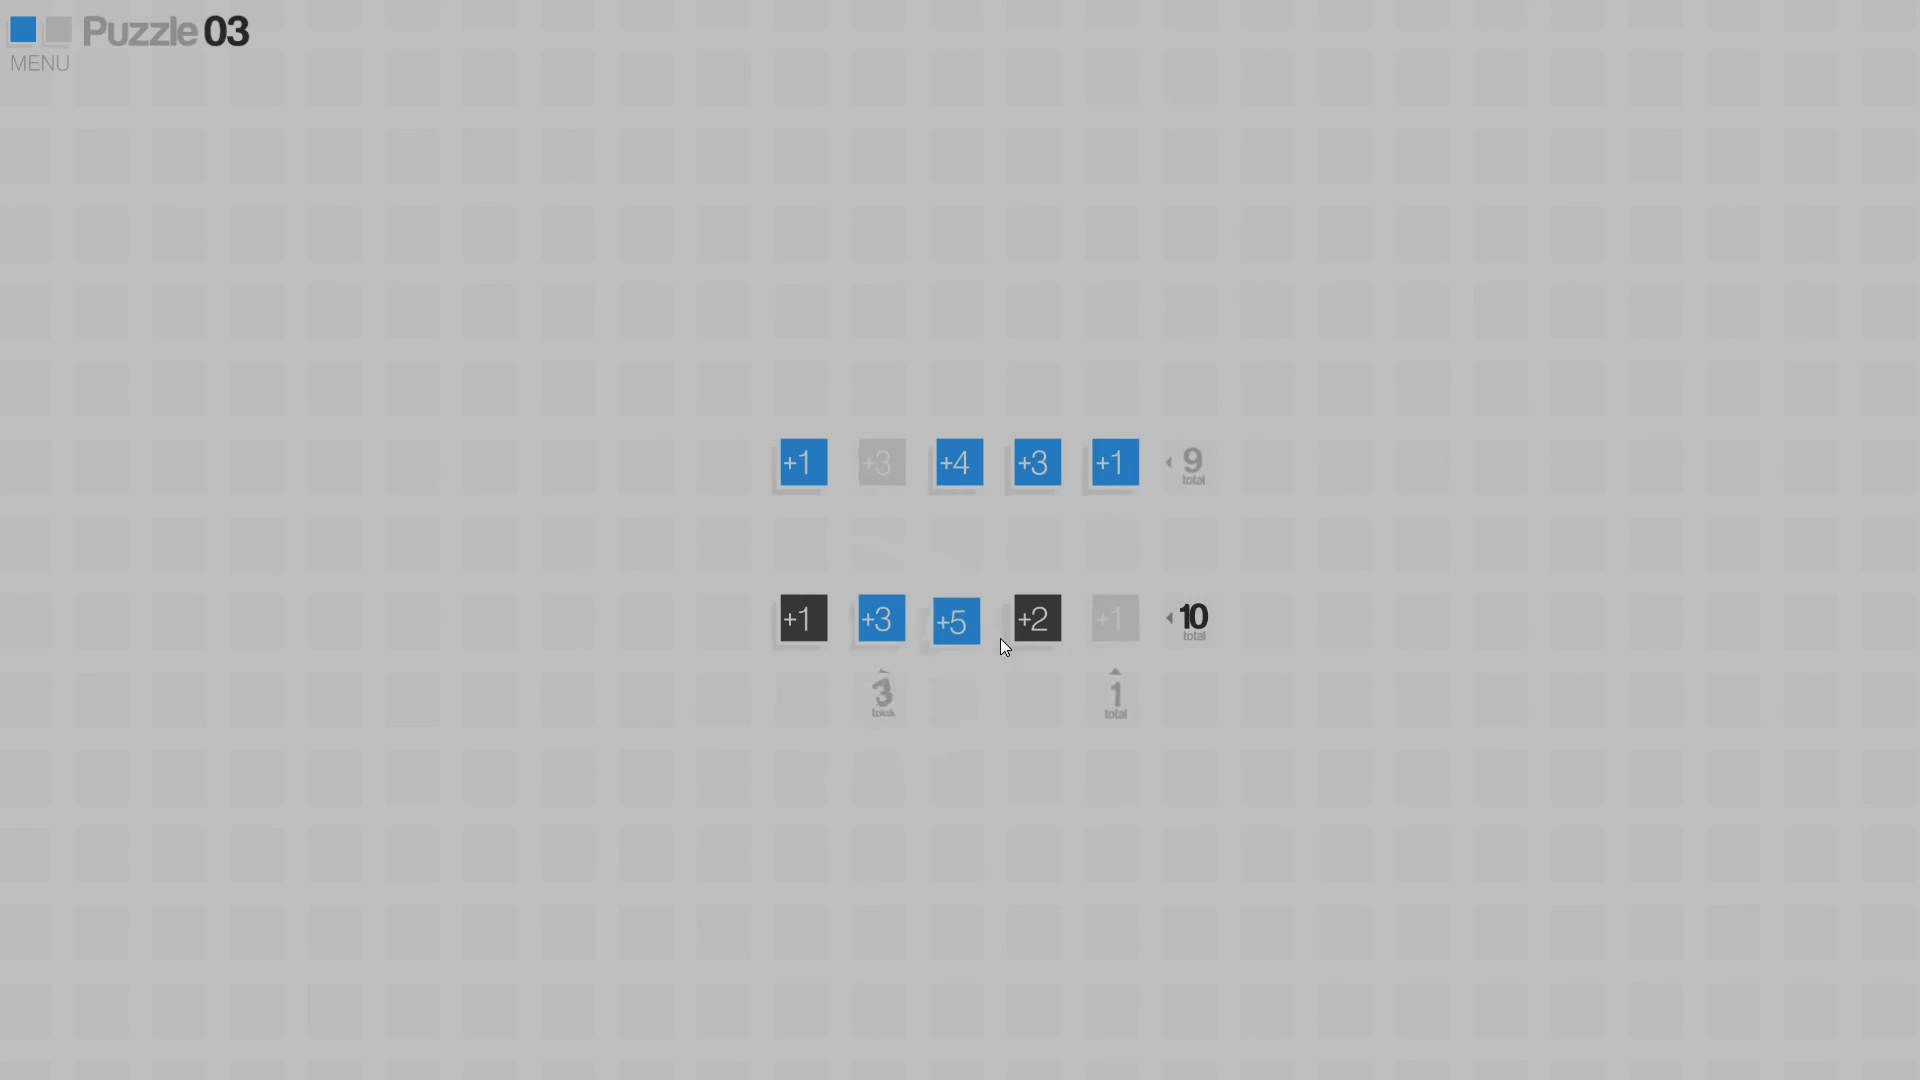 Puzzle 03
MENU
+1 +3 +4 +3 +1 9
total
+1 +3 +5 +2 +1 10
total
3 1
total total